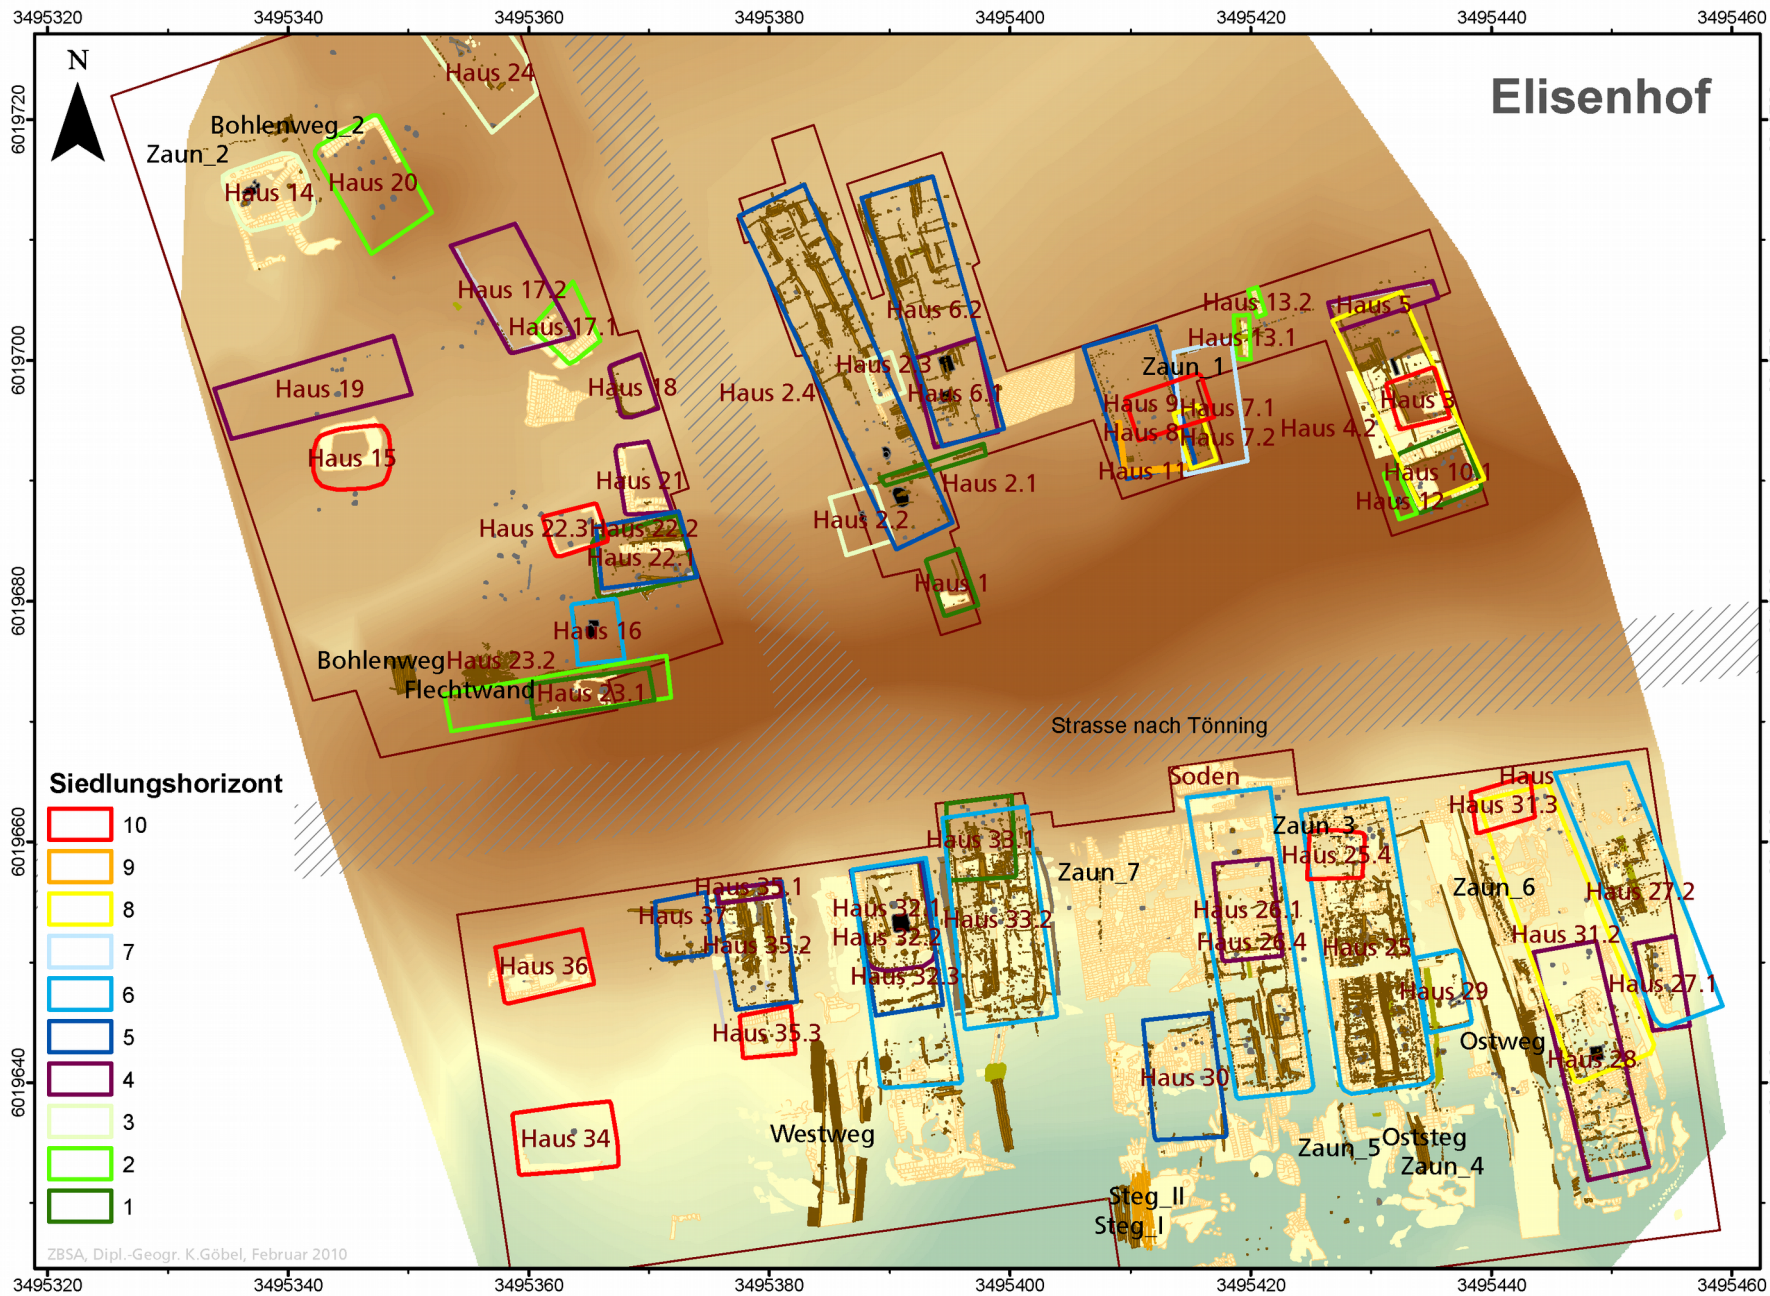 3495320 3495340 3495360 3495380 3495400 3495420 3495440 3495460
N
Elisenhof
6019720
6019700
6019680
6019660
6019640
Haus 24
Bohlenweg_2
Zaun_2
Haus 14
Haus 20
Haus 17.2
Haus 17.1
Haus 19
Haus 18
Haus 15
Haus 21
Haus 22.3
Haus 22.2
Haus 22.1
Haus 16
Bohlenweg
Haus 23.2
Flechtwand
Haus 23.1
Haus 6.2
Haus 2.3
Haus 2.4
Haus 6.1
Haus 2.1
Haus 2.2
Haus 1
Haus 13.2
Haus 13.1
Haus 5
Zaun_1
Haus 9
Haus 7.1
Haus 3
Haus 8
Haus 7.2
Haus 4.2
Haus 11
Haus 10.1
Haus 12
Strasse nach Tönning
Soden
Haus
Haus 31.3
Zaun_3
Haus 33.1
Haus 25.4
Zaun_7
Haus 35.1
Zaun_6
Haus 27.2
Haus 37
Haus 32.1
Haus 26.1
Haus 33.2
Haus 35.2
Haus 32.2
Haus 26.4
Haus 25
Haus 31.2
Haus 36
Haus 32.3
Haus 29
Haus 27.1
Haus 35.3
Ostweg
Haus 28
Haus 30
Haus 34
Westweg
Zaun_5
Oststeg
Zaun_4
Steg_II
Steg_I
Siedlungshorizont
10
9
8
7
6
5
4
3
2
1
ZBSA, Dipl.-Geogr. K.Göbel, Februar 2010
3495320 3495340 3495360 3495380 3495400 3495420 3495440 3495460